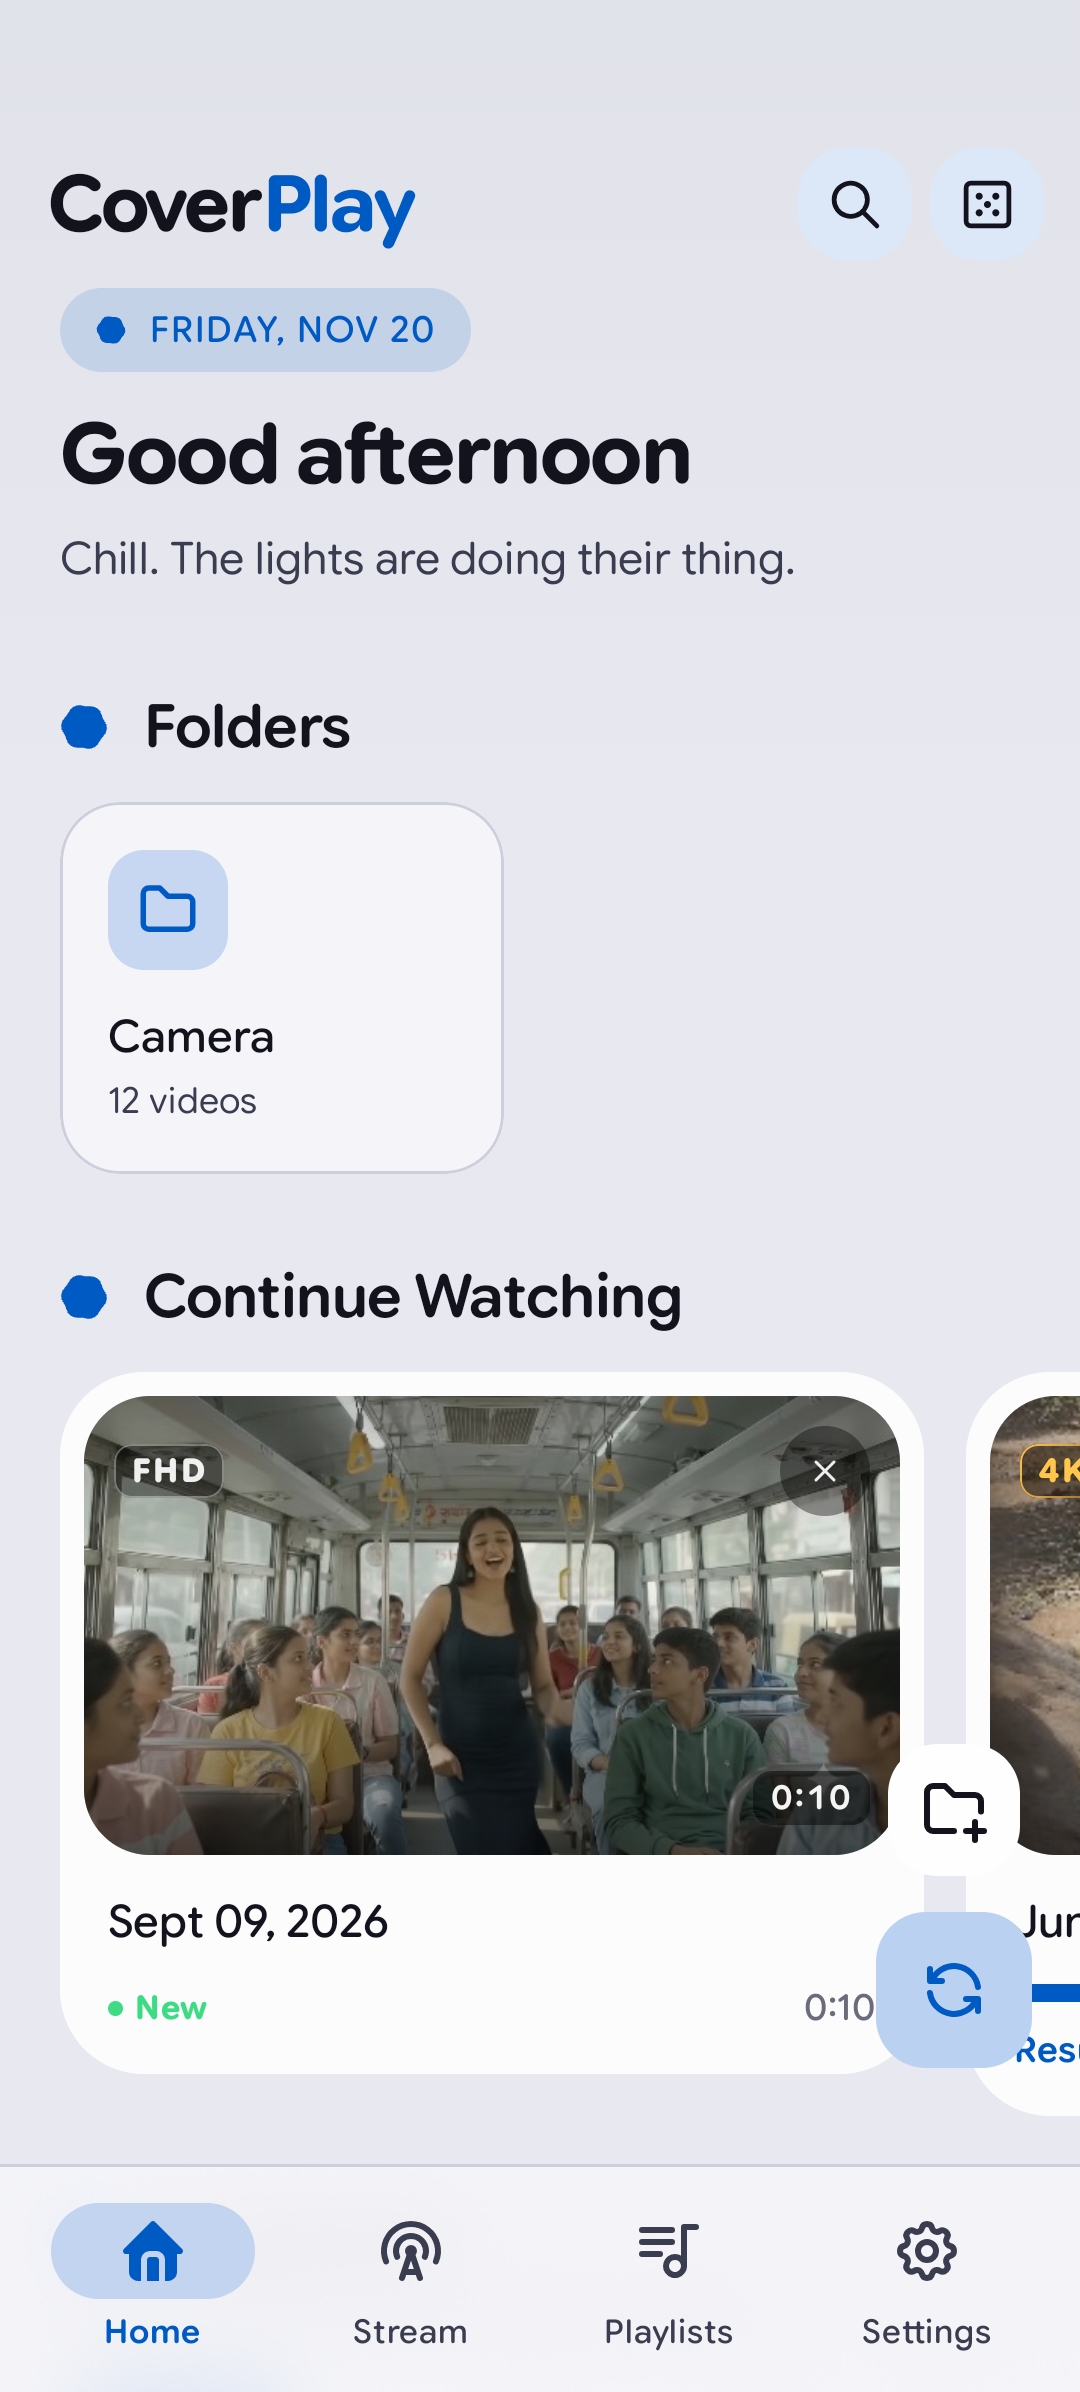 CoverPlay
FRIDAY, NOV 20
Good afternoon
Chill. The lights are doing their thing.
Folders
Camera
12 videos
Continue Watching
FHD
4K
0:10
Sept 09, 2026
New
0:10
Home
Stream
Playlists
Settings